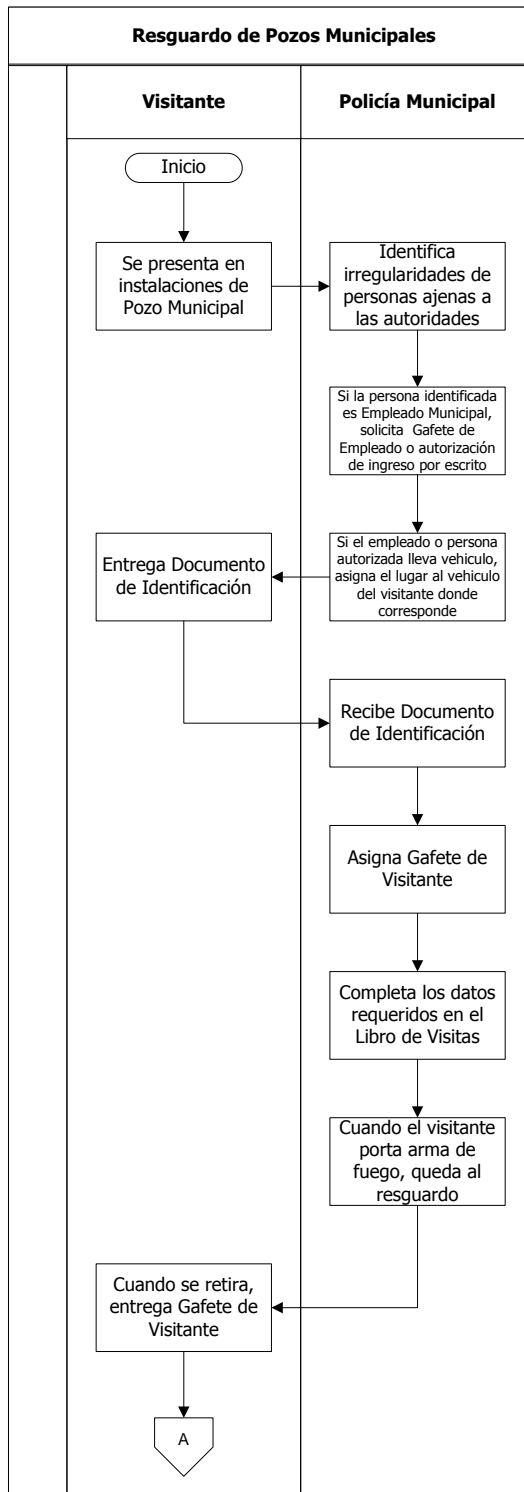 Resguardo de Pozos Municipales
Visitante
Policía Municipal
Inicio
Se presenta en
instalaciones de
Pozo Municipal
Identifica
irregularidades de
personas ajenas a
las autoridades
Si la persona identificada
es Empleado Municipal,
solicita Gafete de
Empleado o autorización
de ingreso por escrito
Si el empleado o persona
autorizada lleva vehiculo,
asigna el lugar al vehiculo
del visitante donde
corresponde
Entrega Documento
de Identificación
Recibe Documento
de Identificación
Asigna Gafete de
Visitante
Completa los datos
requeridos en el
Libro de Visitas
Cuando el visitante
porta arma de
fuego, queda al
resguardo
Cuando se retira,
entrega Gafete de
Visitante
A